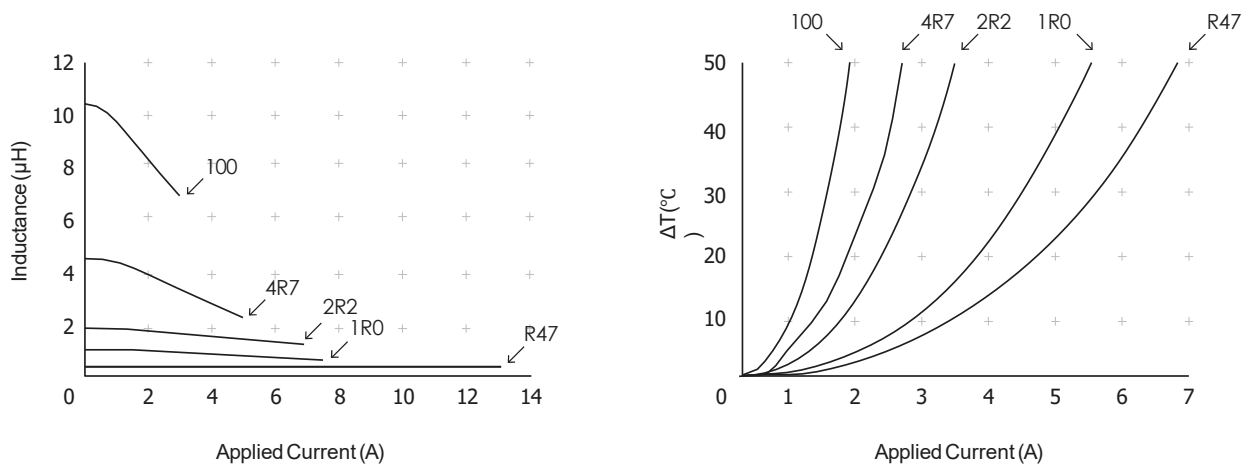 12
10
8
6
4
2
0
Inductance (µH)
100
4R7
2R2
1R0
R47
2 4 6 8 10 12 14
Applied Current (A)
100 4R7 2R2 1R0 R47
50
40
30
20
10
0
ΔT(°C
)
1 2 3 4 5 6 7
Applied Current (A)